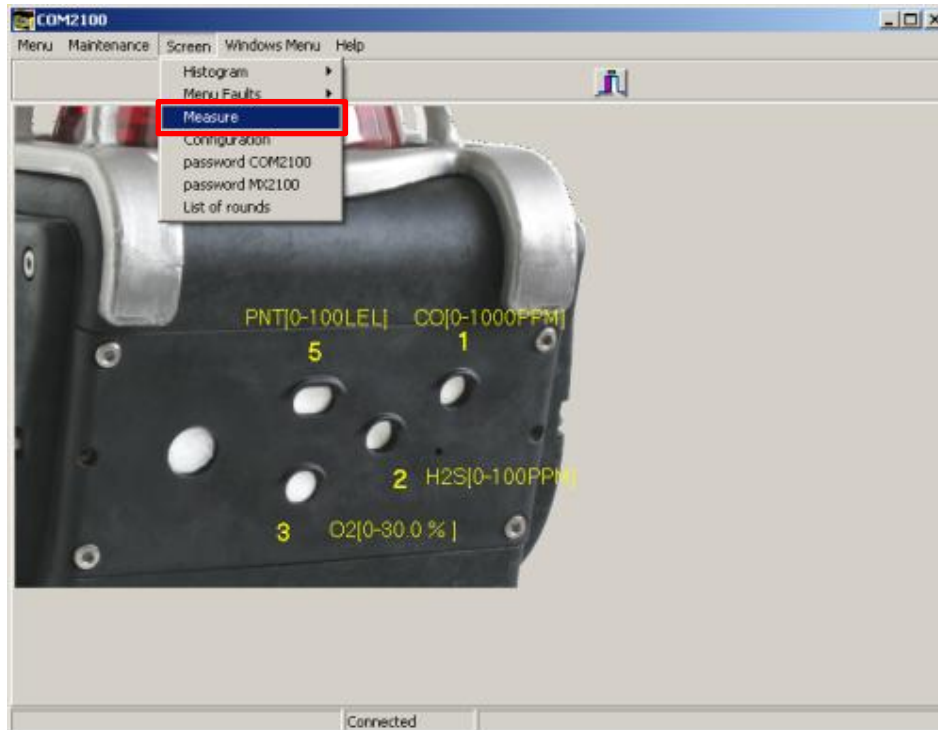 COM2100
Menu Maintenance Screen Windows Menu Help
Histogram
Menu Faults
Measure
Configuration
password COM2100
password MX2100
List of rounds
0
PNT[0-100LEL] CO[0-1000PPM]
5 1
2 H2S[0-100PPM]
3 O2[0-30.0 % ]
Connected